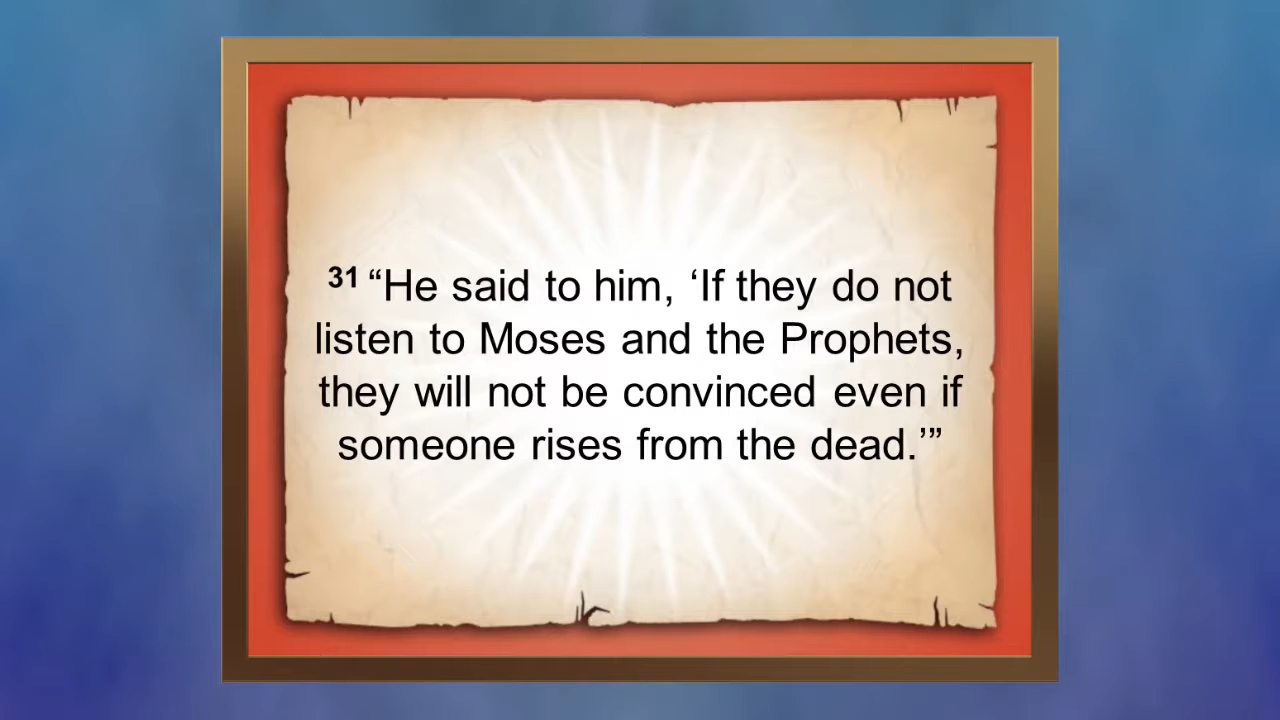 31 “He said to him, ‘If they do not
listen to Moses and the Prophets,
they will not be convinced even if
someone rises from the dead.’”